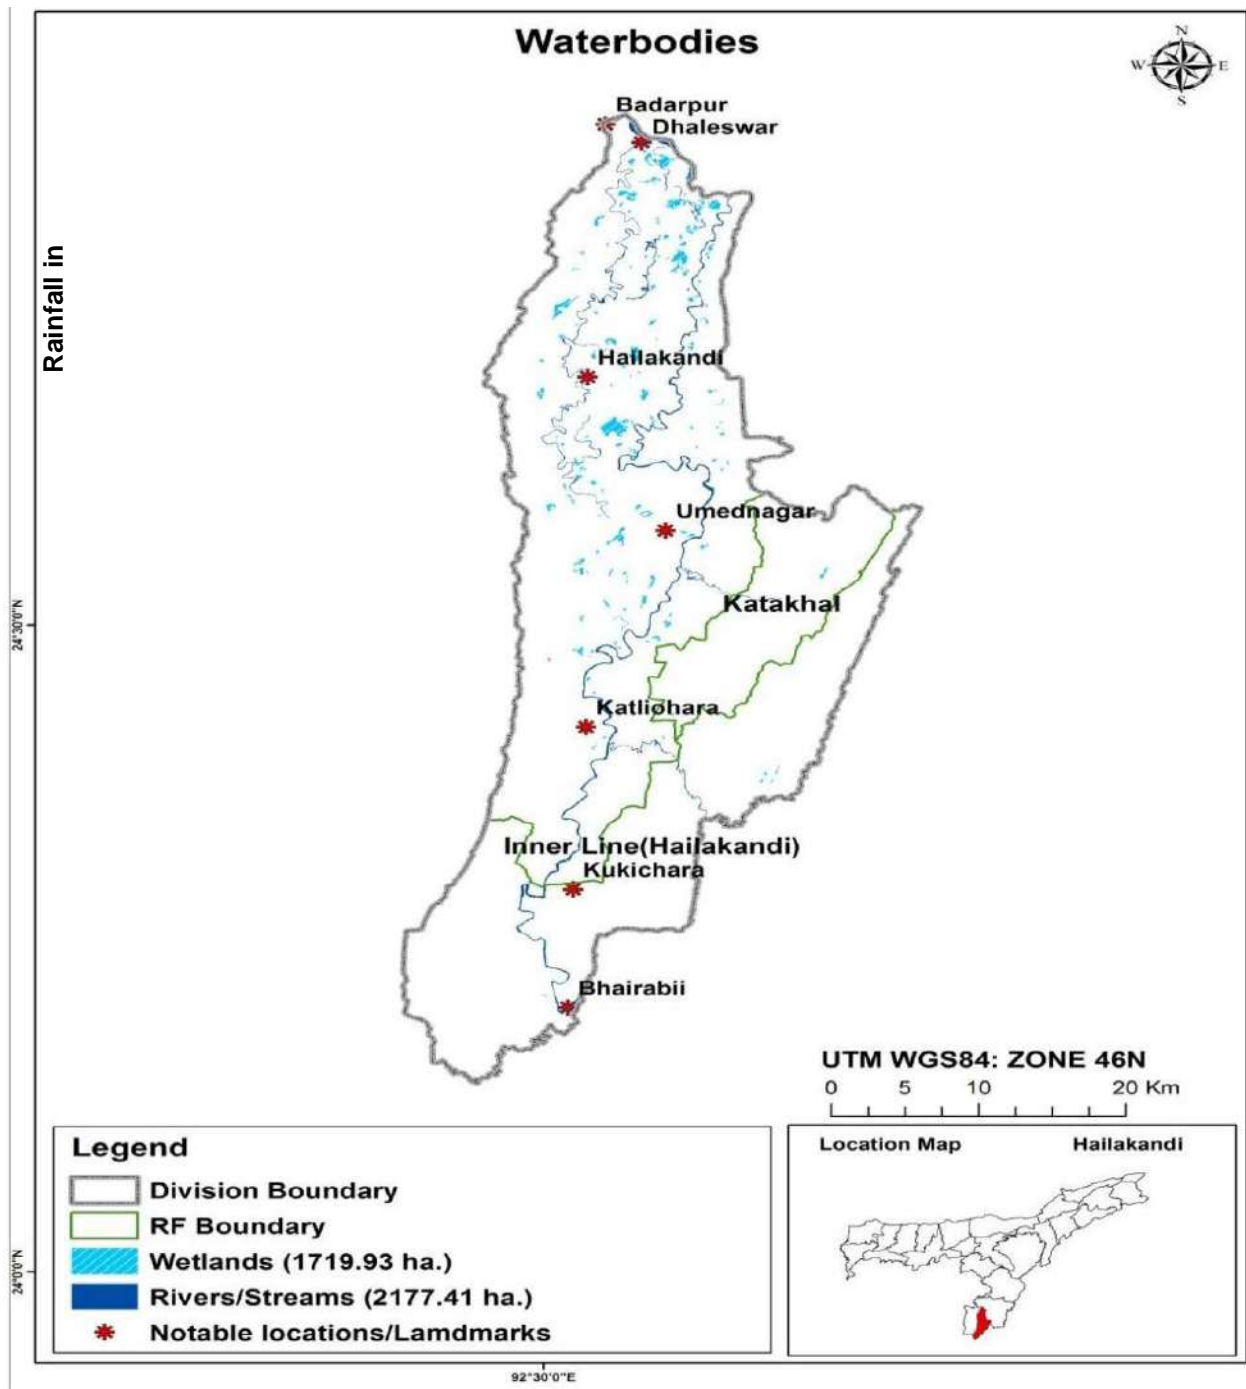 Waterbodies
N
W E
S
Badarpur
Dhaleswar
Rainfall in
Hailakandi
Umednagar
Katakhal
24°30'0"N
Katliohara
Inner Line(Hailakandi)
Kukichara
Bhairabii
UTM WGS84: ZONE 46N
0 5 10 20 Km
Legend
Division Boundary
RF Boundary
Wetlands (1719.93 ha.)
Rivers/Streams (2177.41 ha.)
Notable locations/Lamdmarks
Location Map Hailakandi
24°0'0"N
92°30'0"E